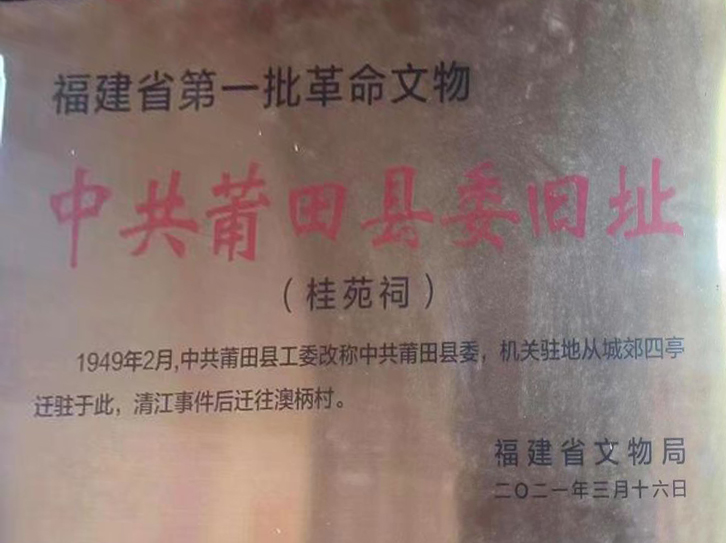 福建省第一批革命文物
中共莆田县委旧址
（桂苑祠）
1949年2月,中共莆田县工委改称中共莆田县委，机关驻地从城郊四亭
迁驻于此，清江事件后迁往澳柄村。
福建省文物局
二〇二一年三月十六日